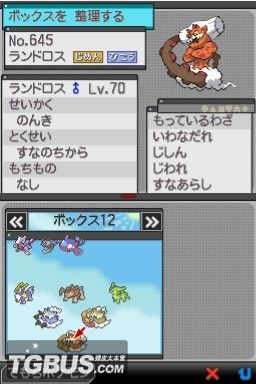 ボックスを 整理する
No.645
ランドロス じめん ひこう
ランドロス ♂ Lv.70
せいかく
のんき
とくせい
すなのちから
もちもの
なし
もっているわざ
いわなだれ
じしん
じわれ
すなあらし
ボックス12
TGBUS.com